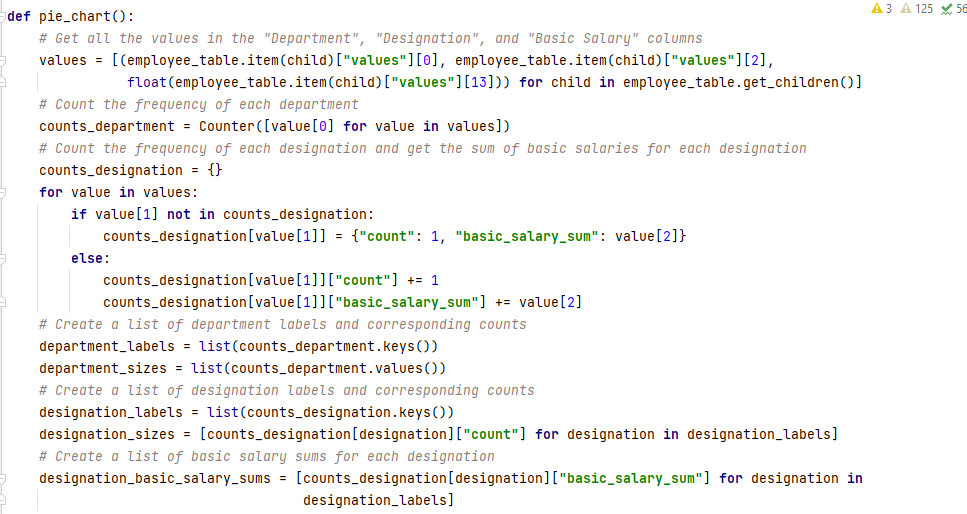 3 125 56
def pie_chart():
    # Get all the values in the "Department", "Designation", and "Basic Salary" columns
    values = [(employee_table.item(child)["values"][0], employee_table.item(child)["values"][2],
               float(employee_table.item(child)["values"][13])) for child in employee_table.get_children()]
    # Count the frequency of each department
    counts_department = Counter([value[0] for value in values])
    # Count the frequency of each designation and get the sum of basic salaries for each designation
    counts_designation = {}
    for value in values:
        if value[1] not in counts_designation:
            counts_designation[value[1]] = {"count": 1, "basic_salary_sum": value[2]}
        else:
            counts_designation[value[1]]["count"] += 1
            counts_designation[value[1]]["basic_salary_sum"] += value[2]
    # Create a list of department labels and corresponding counts
    department_labels = list(counts_department.keys())
    department_sizes = list(counts_department.values())
    # Create a list of designation labels and corresponding counts
    designation_labels = list(counts_designation.keys())
    designation_sizes = [counts_designation[designation]["count"] for designation in designation_labels]
    # Create a list of basic salary sums for each designation
    designation_basic_salary_sums = [counts_designation[designation]["basic_salary_sum"] for designation in
                                     designation_labels]